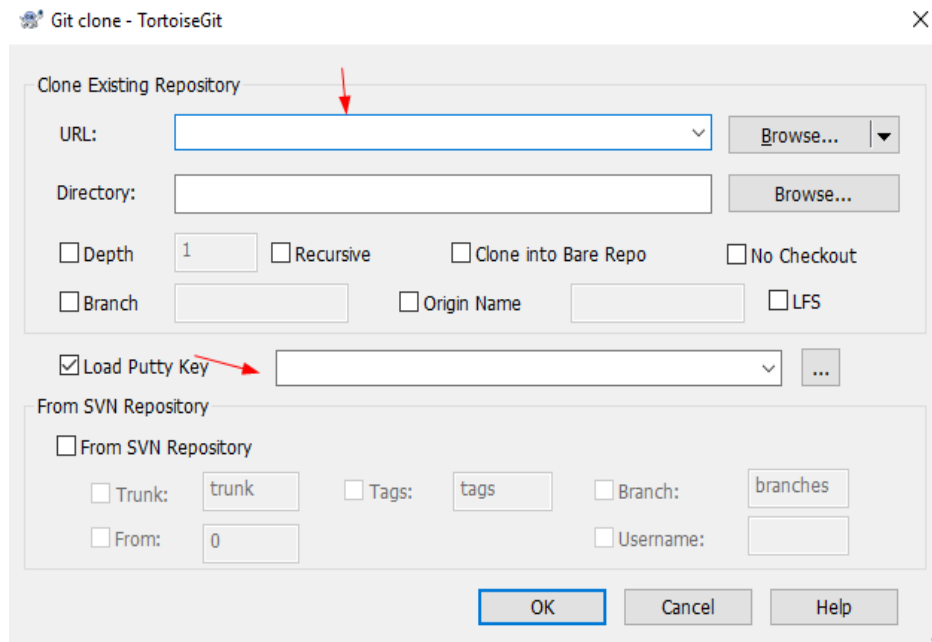 Git clone - TortoiseGit
Clone Existing Repository
URL:
Browse...
Directory:
Browse...
Depth 1 Recursive Clone into Bare Repo No Checkout
Branch Origin Name LFS
Load Putty Key ...
From SVN Repository
From SVN Repository
Trunk: trunk Tags: tags Branch: branches
From: 0 Username:
OK Cancel Help